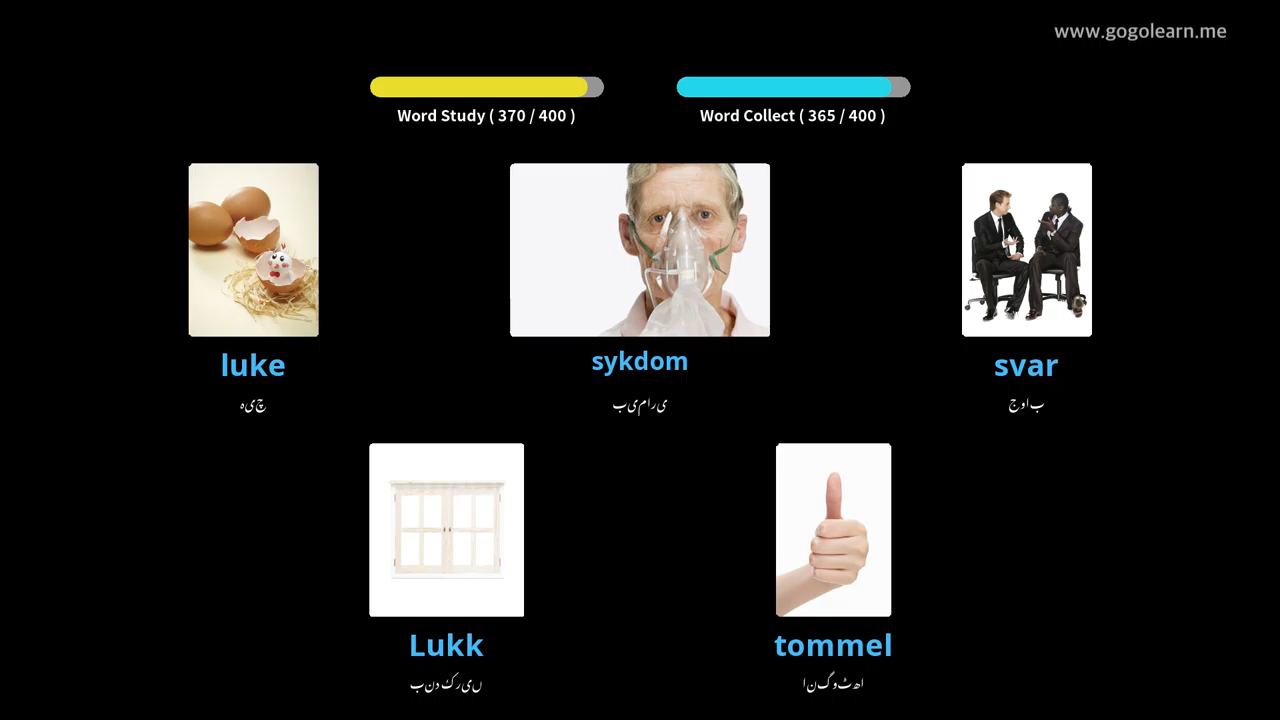 www.gogolearn.me
Word Study ( 370 / 400 )
Word Collect ( 365 / 400 )
luke
ہیچ
sykdom
بیماری
svar
جواب
Lukk
بند کریں
tommel
انگوٹھا